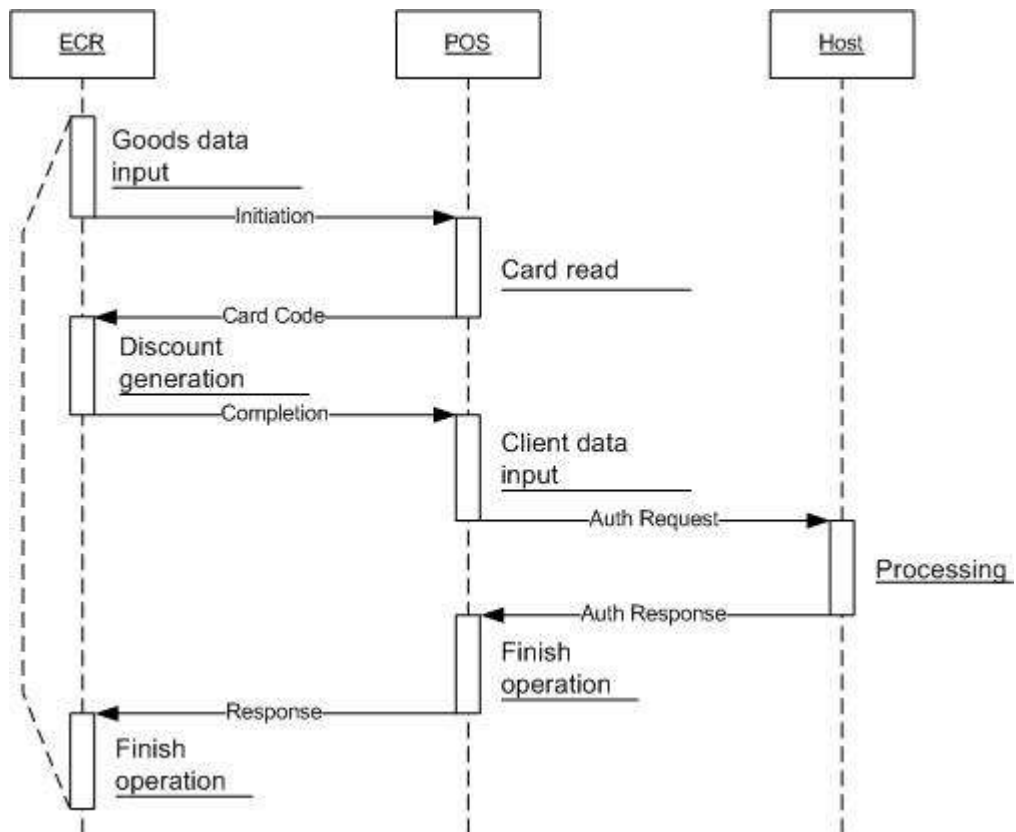 ECR
POS
Host
Goods data
input
Initiation
Card read
Card Code
Discount
generation
Completion
Client data
input
Auth Request
Processing
Auth Response
Finish
operation
Response
Finish
operation